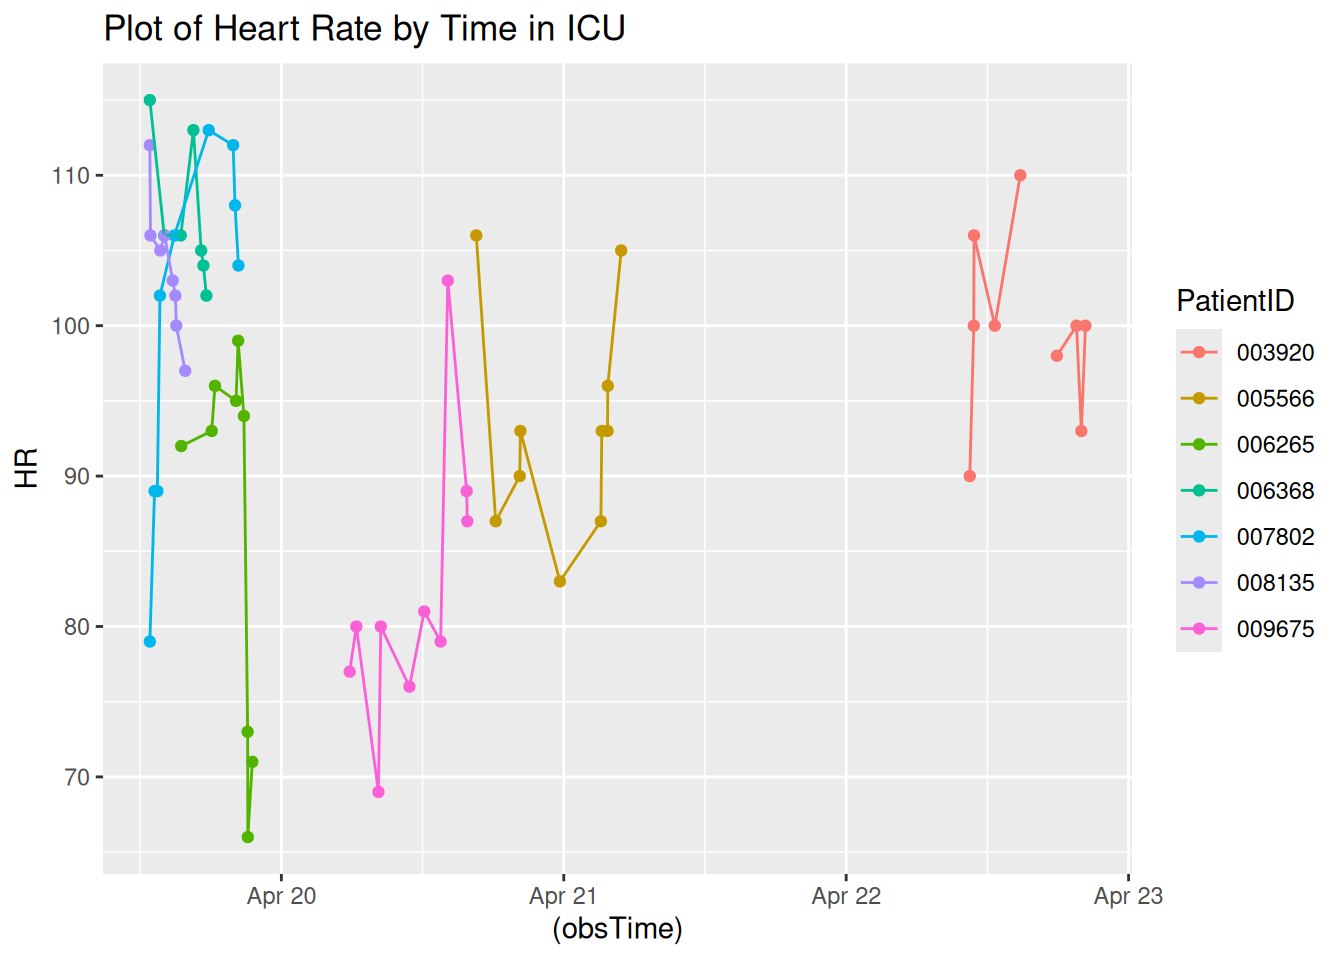 Plot of Heart Rate by Time in ICU
110
100
90
80
70
HR
Apr 20
Apr 21
Apr 22
Apr 23
(obsTime)
PatientID
003920
005566
006265
006368
007802
008135
009675